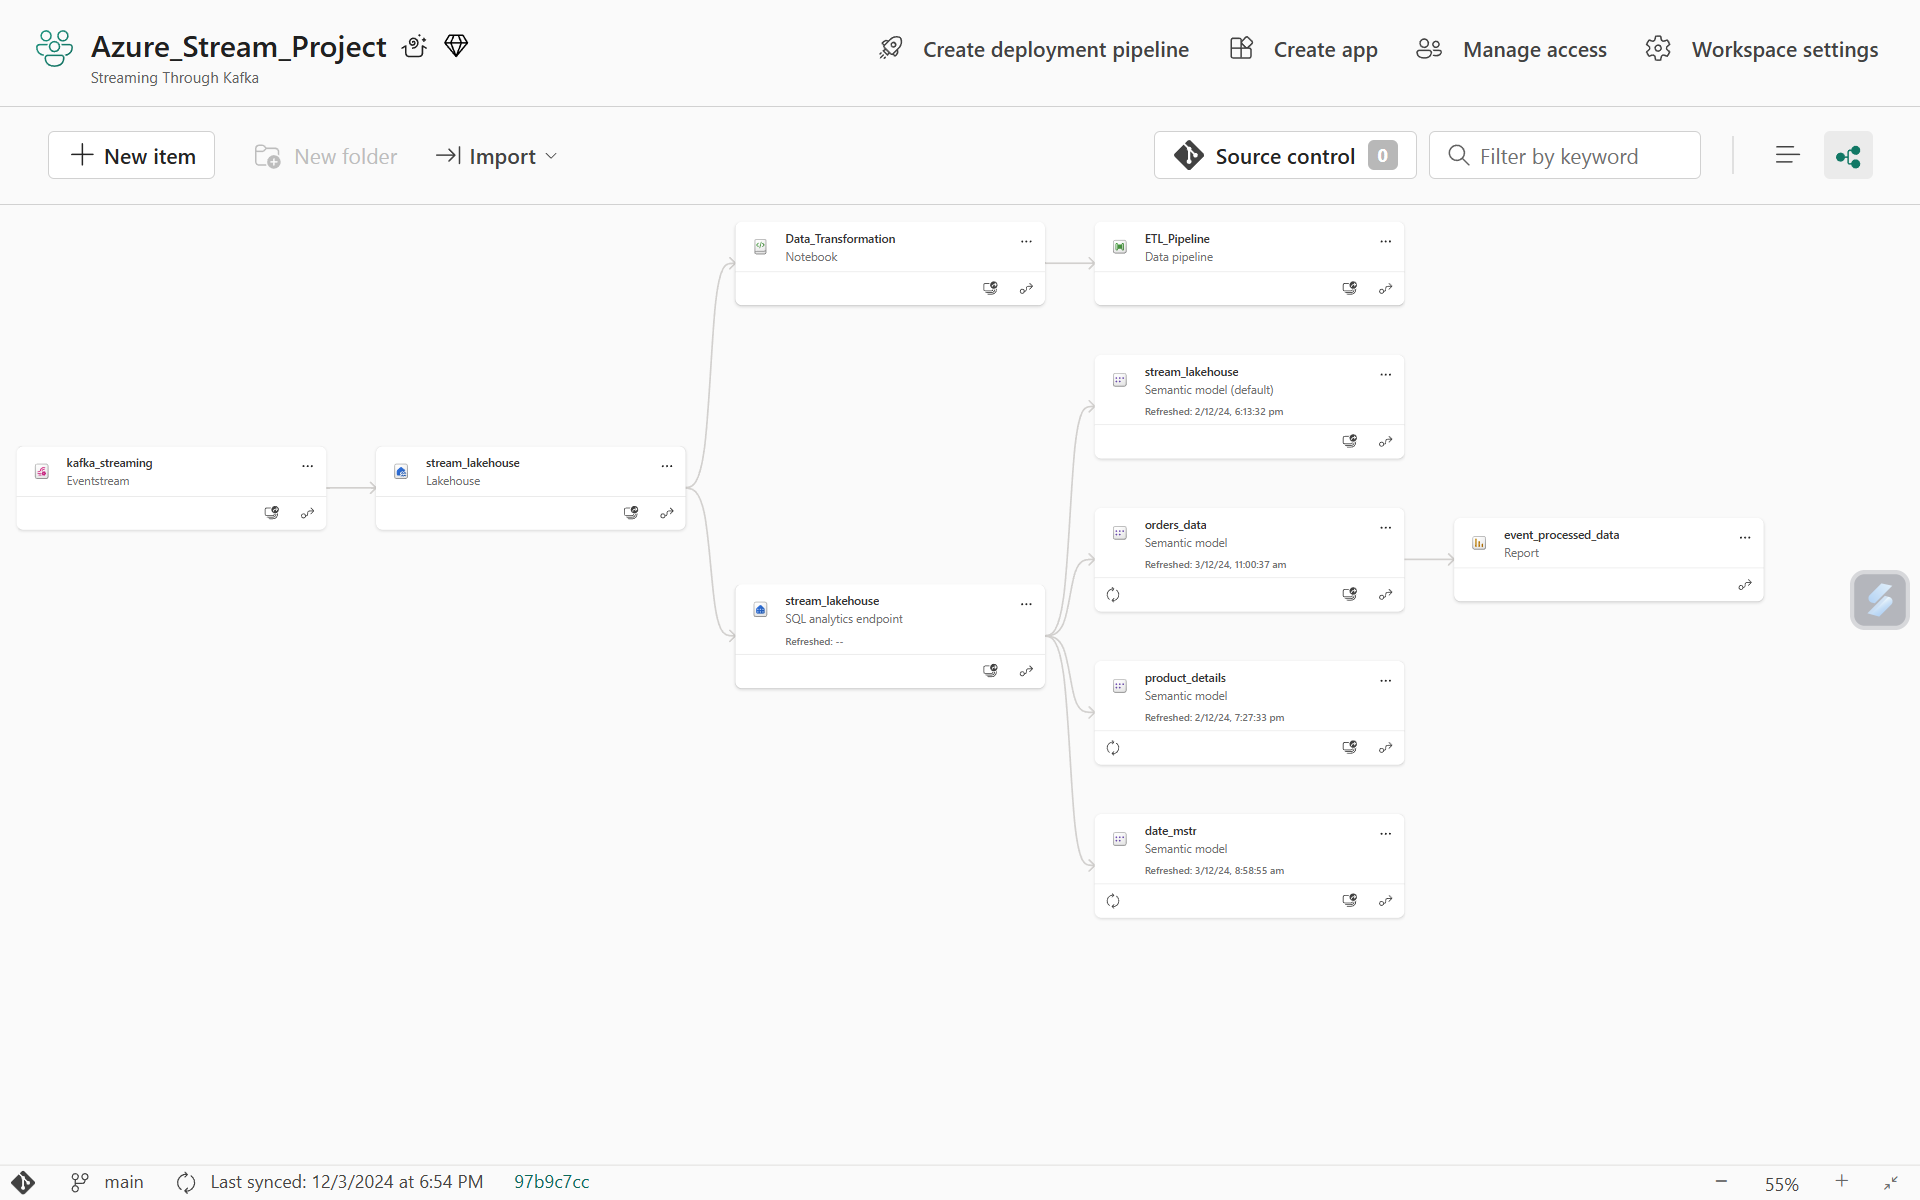 Azure_Stream_Project
Streaming Through Kafka
Create deployment pipeline
Create app
Manage access
Workspace settings
New item
New folder
Import
Source control 0
Filter by keyword
Data_Transformation
Notebook
ETL_Pipeline
Data pipeline
stream_lakehouse
Semantic model (default)
Refreshed: 2/12/24, 6:13:32 pm
kafka_streaming
Eventstream
stream_lakehouse
Lakehouse
orders_data
Semantic model
Refreshed: 3/12/24, 11:00:37 am
event_processed_data
Report
stream_lakehouse
SQL analytics endpoint
Refreshed: --
product_details
Semantic model
Refreshed: 2/12/24, 7:27:33 pm
date_mstr
Semantic model
Refreshed: 3/12/24, 8:58:55 am
main
Last synced: 12/3/2024 at 6:54 PM
97b9c7cc
55%